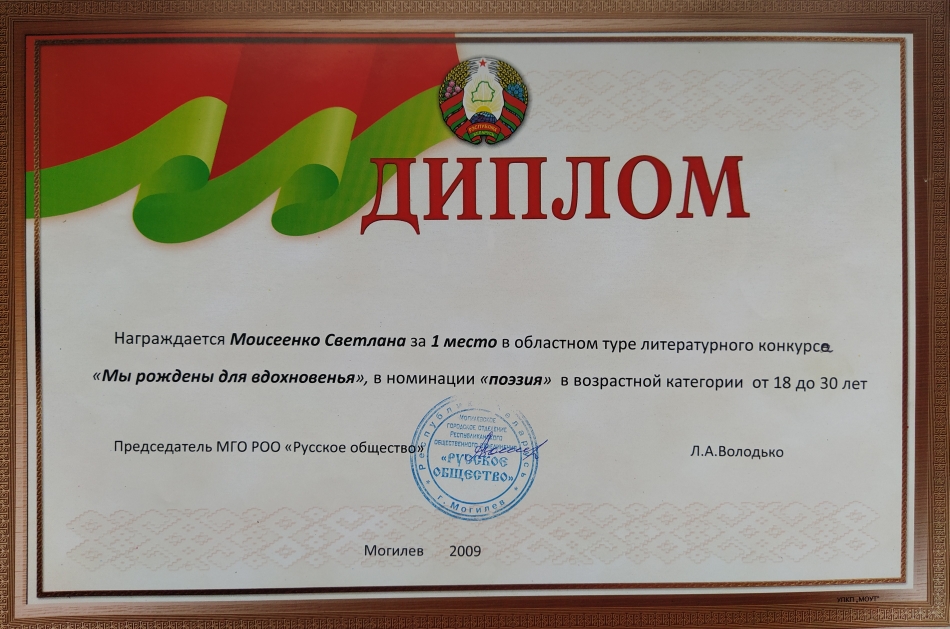 РЭСПУБЛІКА
БЕЛАРУСЬ
ДИПЛОМ
Награждается Моисеенко Светлана за 1 место в областном туре литературного конкурса
«Мы рождены для вдохновенья», в номинации «поэзия» в возрастной категории от 18 до 30 лет
Председатель МГО РОО «Русское общество»
Л.А.Володько
Республика Беларусь
Могилевское
городское отделение
Республиканского
общественного объединения
«РУССКОЕ
ОБЩЕСТВО»
г. Могилев
Могилев 2009
УПКП „МОУТ"